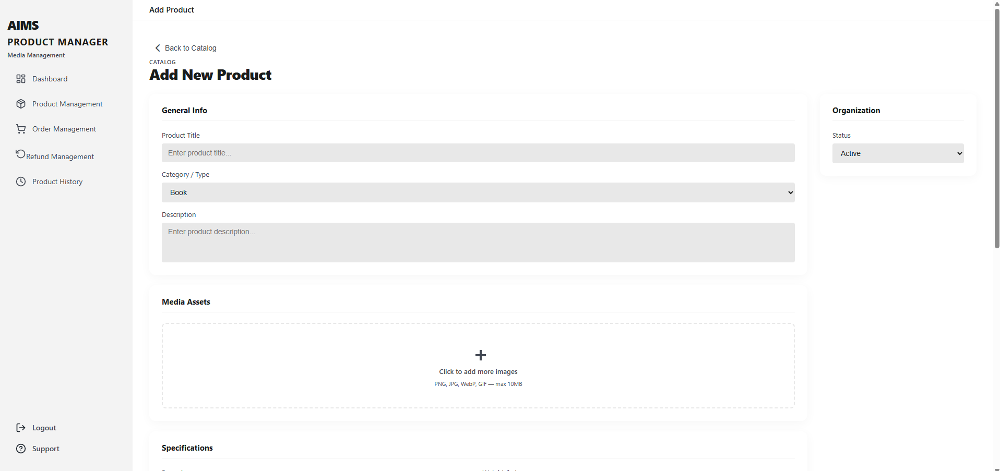 AIMS
PRODUCT MANAGER
Media Management
Dashboard
Product Management
Order Management
Refund Management
Product History
Logout
Support
Add Product
Back to Catalog
CATALOG
Add New Product
General Info
Product Title
Enter product title...
Category / Type
Book
Description
Enter product description...
Organization
Status
Active
Media Assets
Click to add more images
PNG, JPG, WebP, GIF — max 10MB
Specifications